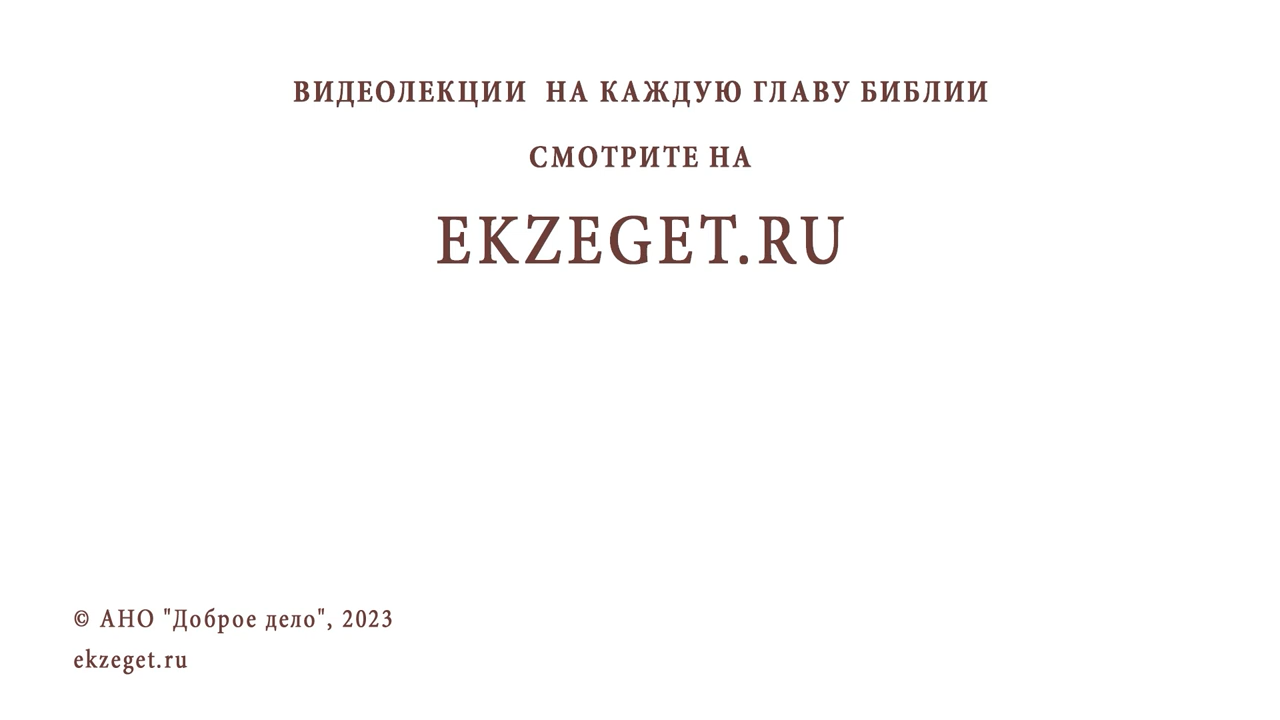 ВИДЕОЛЕКЦИИ НА КАЖДУЮ ГЛАВУ БИБЛИИ
СМОТРИТЕ НА
EKZEGET.RU
© АНО "Доброе дело", 2023
ekzeget.ru